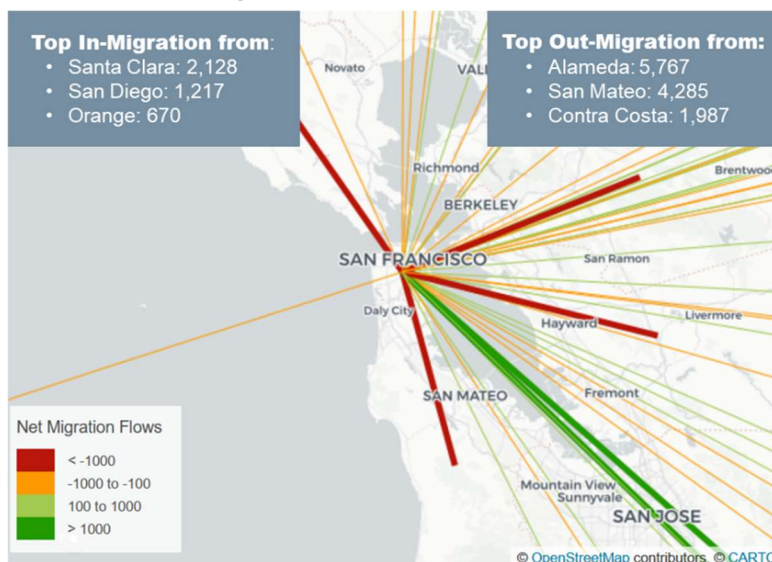 Top In-Migration from:
• Santa Clara: 2,128
• San Diego: 1,217
• Orange: 670
Top Out-Migration from:
• Alameda: 5,767
• San Mateo: 4,285
• Contra Costa: 1,987
Novato
VAL
Richmond
Brentwood
BERKELEY
SAN FRANCISCO
San Ramon
Daly City
Hayward
Livermore
SAN MATEO
Fremont
Net Migration Flows
< -1000
-1000 to -100
100 to 1000
> 1000
Mountain View
Sunnyvale
SAN JOSE
© OpenStreetMap contributors, © CARTO